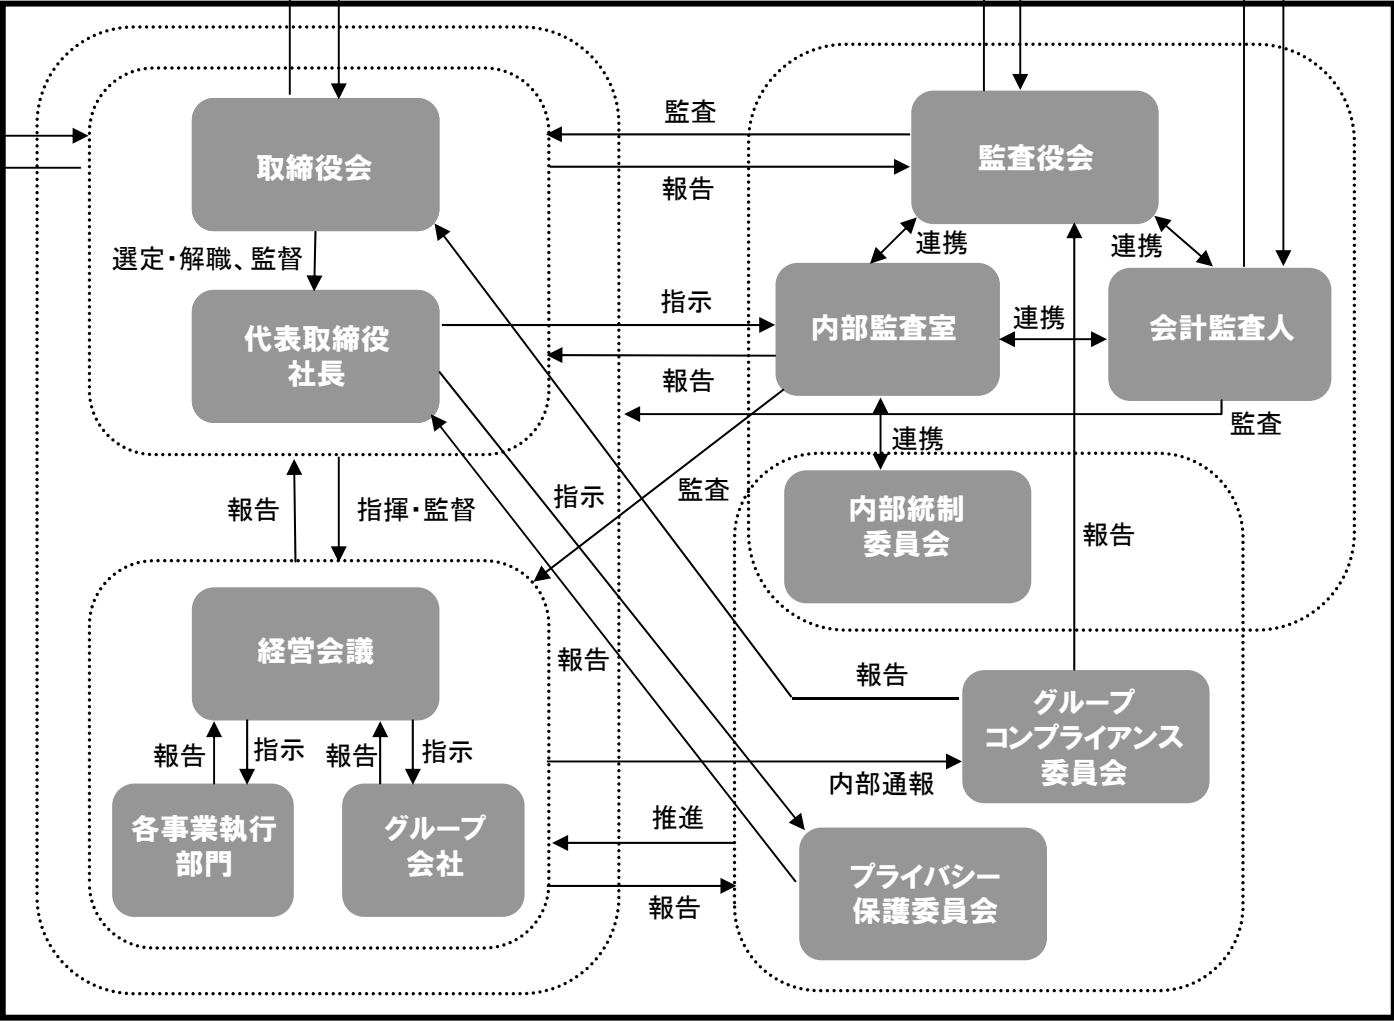 監査
取締役会
監査役会
報告
選定・解職、監督
連携
連携
代表取締役
社長
指示
内部監査室
連携
会計監査人
報告
監査
連携
報告
指揮・監督
指示
監査
内部統制
委員会
報告
経営会議
報告
報告
グループ
コンプライアンス
委員会
報告
指示
報告
指示
内部通報
各事業執行
部門
グループ
会社
推進
プライバシー
保護委員会
報告